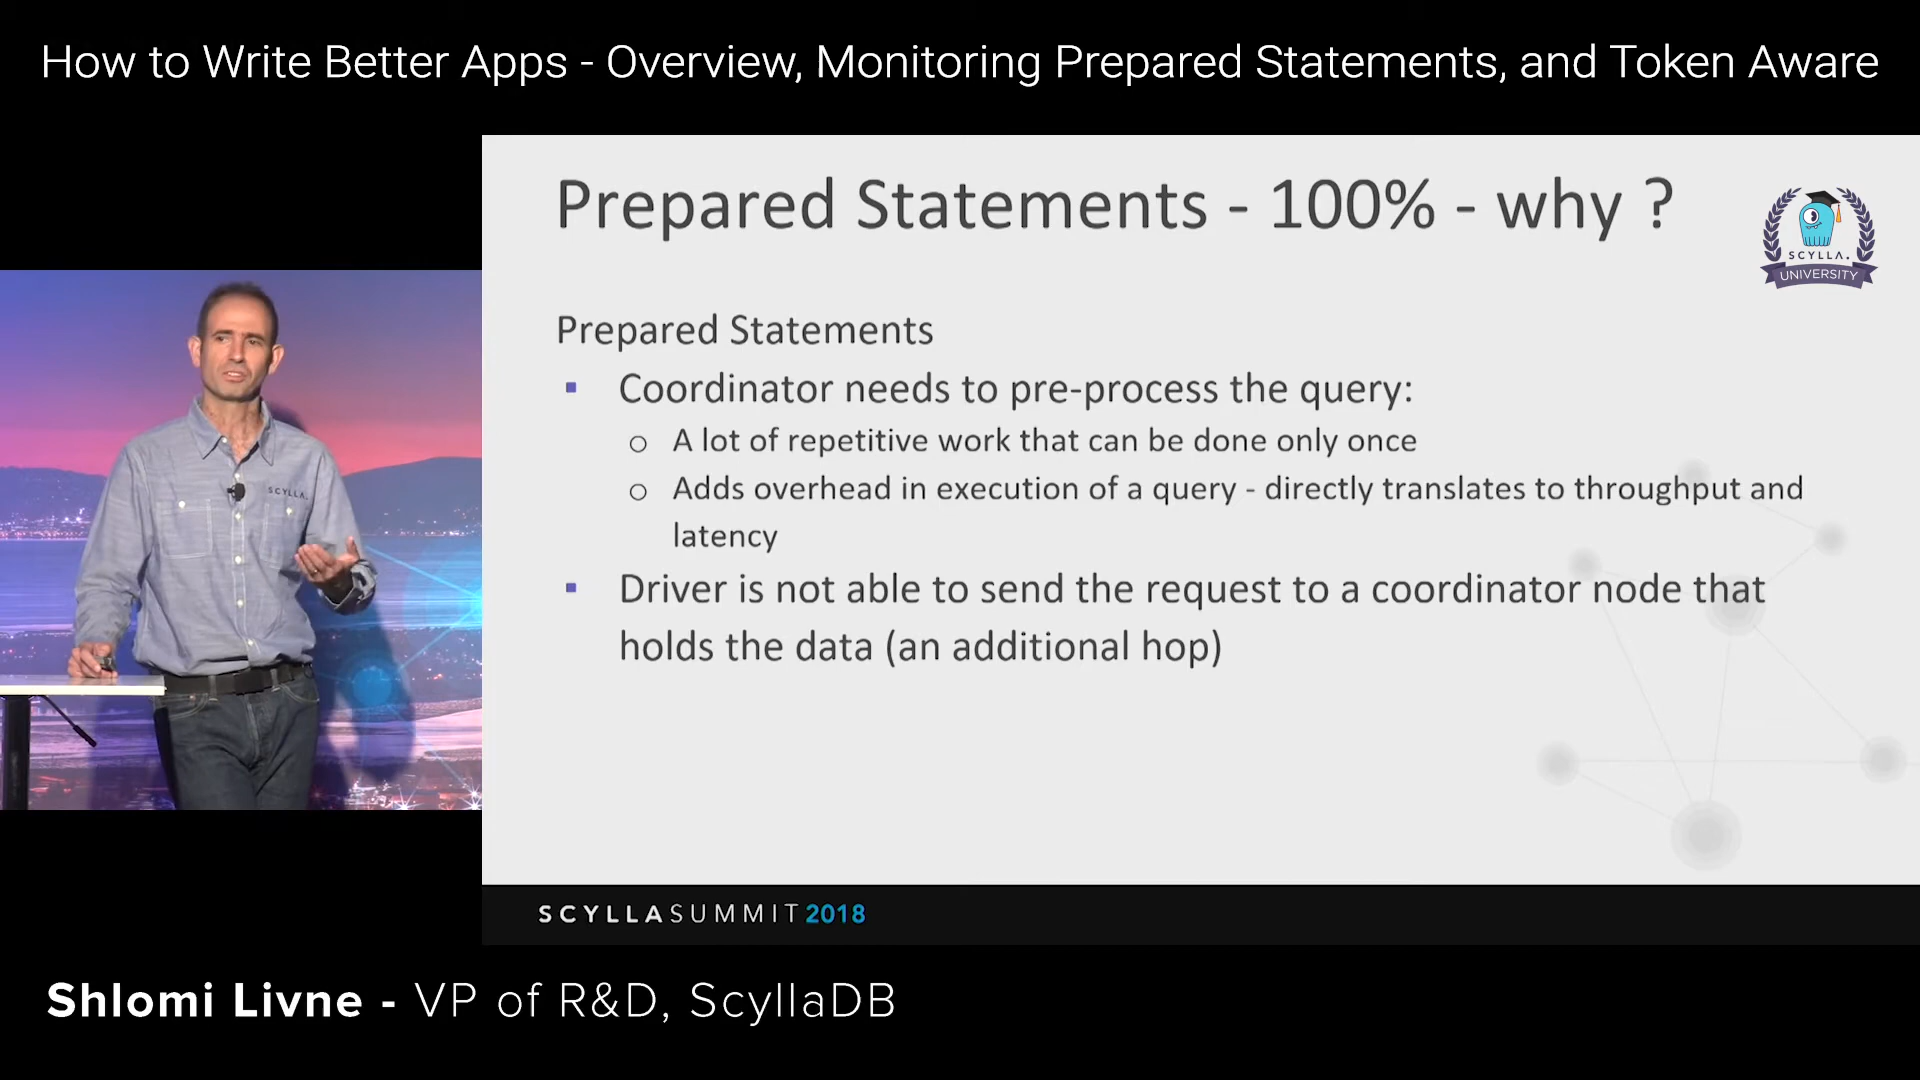 How to Write Better Apps - Overview, Monitoring Prepared Statements, and Token Aware
Prepared Statements - 100% - why ?
SCYLLA.
UNIVERSITY
Prepared Statements
▪ Coordinator needs to pre-process the query:
○ A lot of repetitive work that can be done only once
○ Adds overhead in execution of a query - directly translates to throughput and
latency
▪ Driver is not able to send the request to a coordinator node that
holds the data (an additional hop)
SCYLLA.
SCYLLASUMMIT 2018
Shlomi Livne - VP of R&D, ScyllaDB